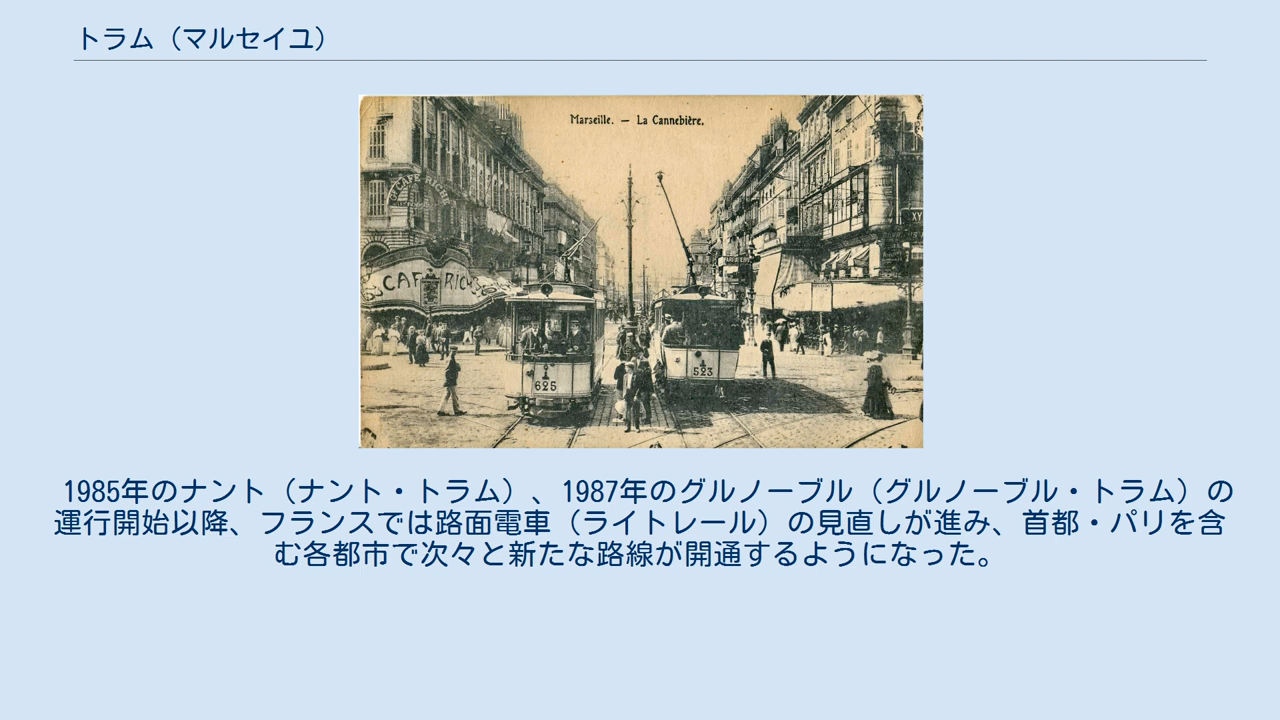 トラム（マルセイユ）
Marseille. — La Cannebière.
CAFE RICHE
CAF RIC
XY
625
523
1985年のナント（ナント・トラム）、1987年のグルノーブル（グルノーブル・トラム）の
運行開始以降、フランスでは路面電車（ライトレール）の見直しが進み、首都・パリを含
む各都市で次々と新たな路線が開通するようになった。